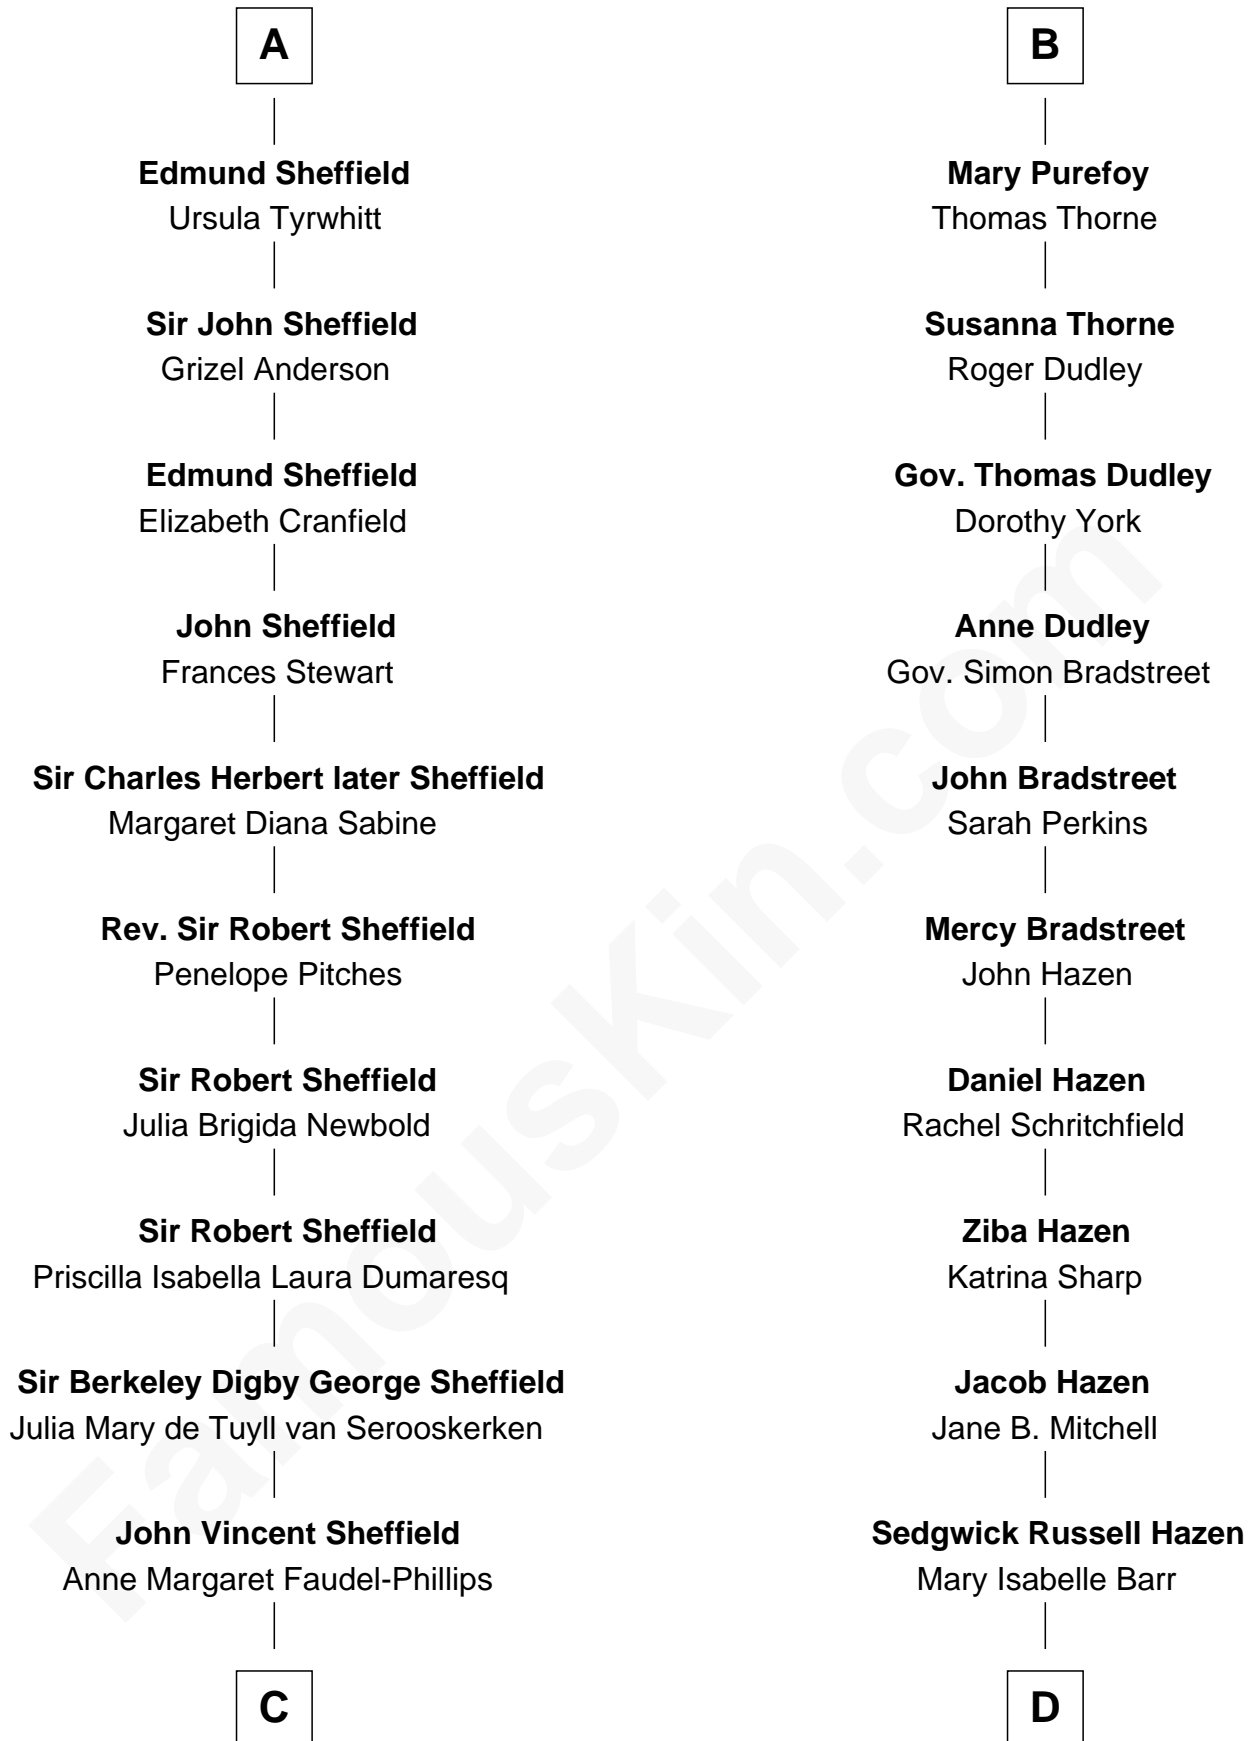 A
Edmund Sheffield
Ursula Tyrwhitt
Sir John Sheffield
Grizel Anderson
Edmund Sheffield
Elizabeth Cranfield
John Sheffield
Frances Stewart
Sir Charles Herbert later Sheffield
Margaret Diana Sabine
Rev. Sir Robert Sheffield
Penelope Pitches
Sir Robert Sheffield
Julia Brigida Newbold
Sir Robert Sheffield
Priscilla Isabella Laura Dumaresq
Sir Berkeley Digby George Sheffield
Julia Mary de Tuyll van Serooskerken
John Vincent Sheffield
Anne Margaret Faudel-Phillips
C
B
Mary Purefoy
Thomas Thorne
Susanna Thorne
Roger Dudley
Gov. Thomas Dudley
Dorothy York
Anne Dudley
Gov. Simon Bradstreet
John Bradstreet
Sarah Perkins
Mercy Bradstreet
John Hazen
Daniel Hazen
Rachel Schritchfield
Ziba Hazen
Katrina Sharp
Jacob Hazen
Jane B. Mitchell
Sedgwick Russell Hazen
Mary Isabelle Barr
D
FamousKin.com